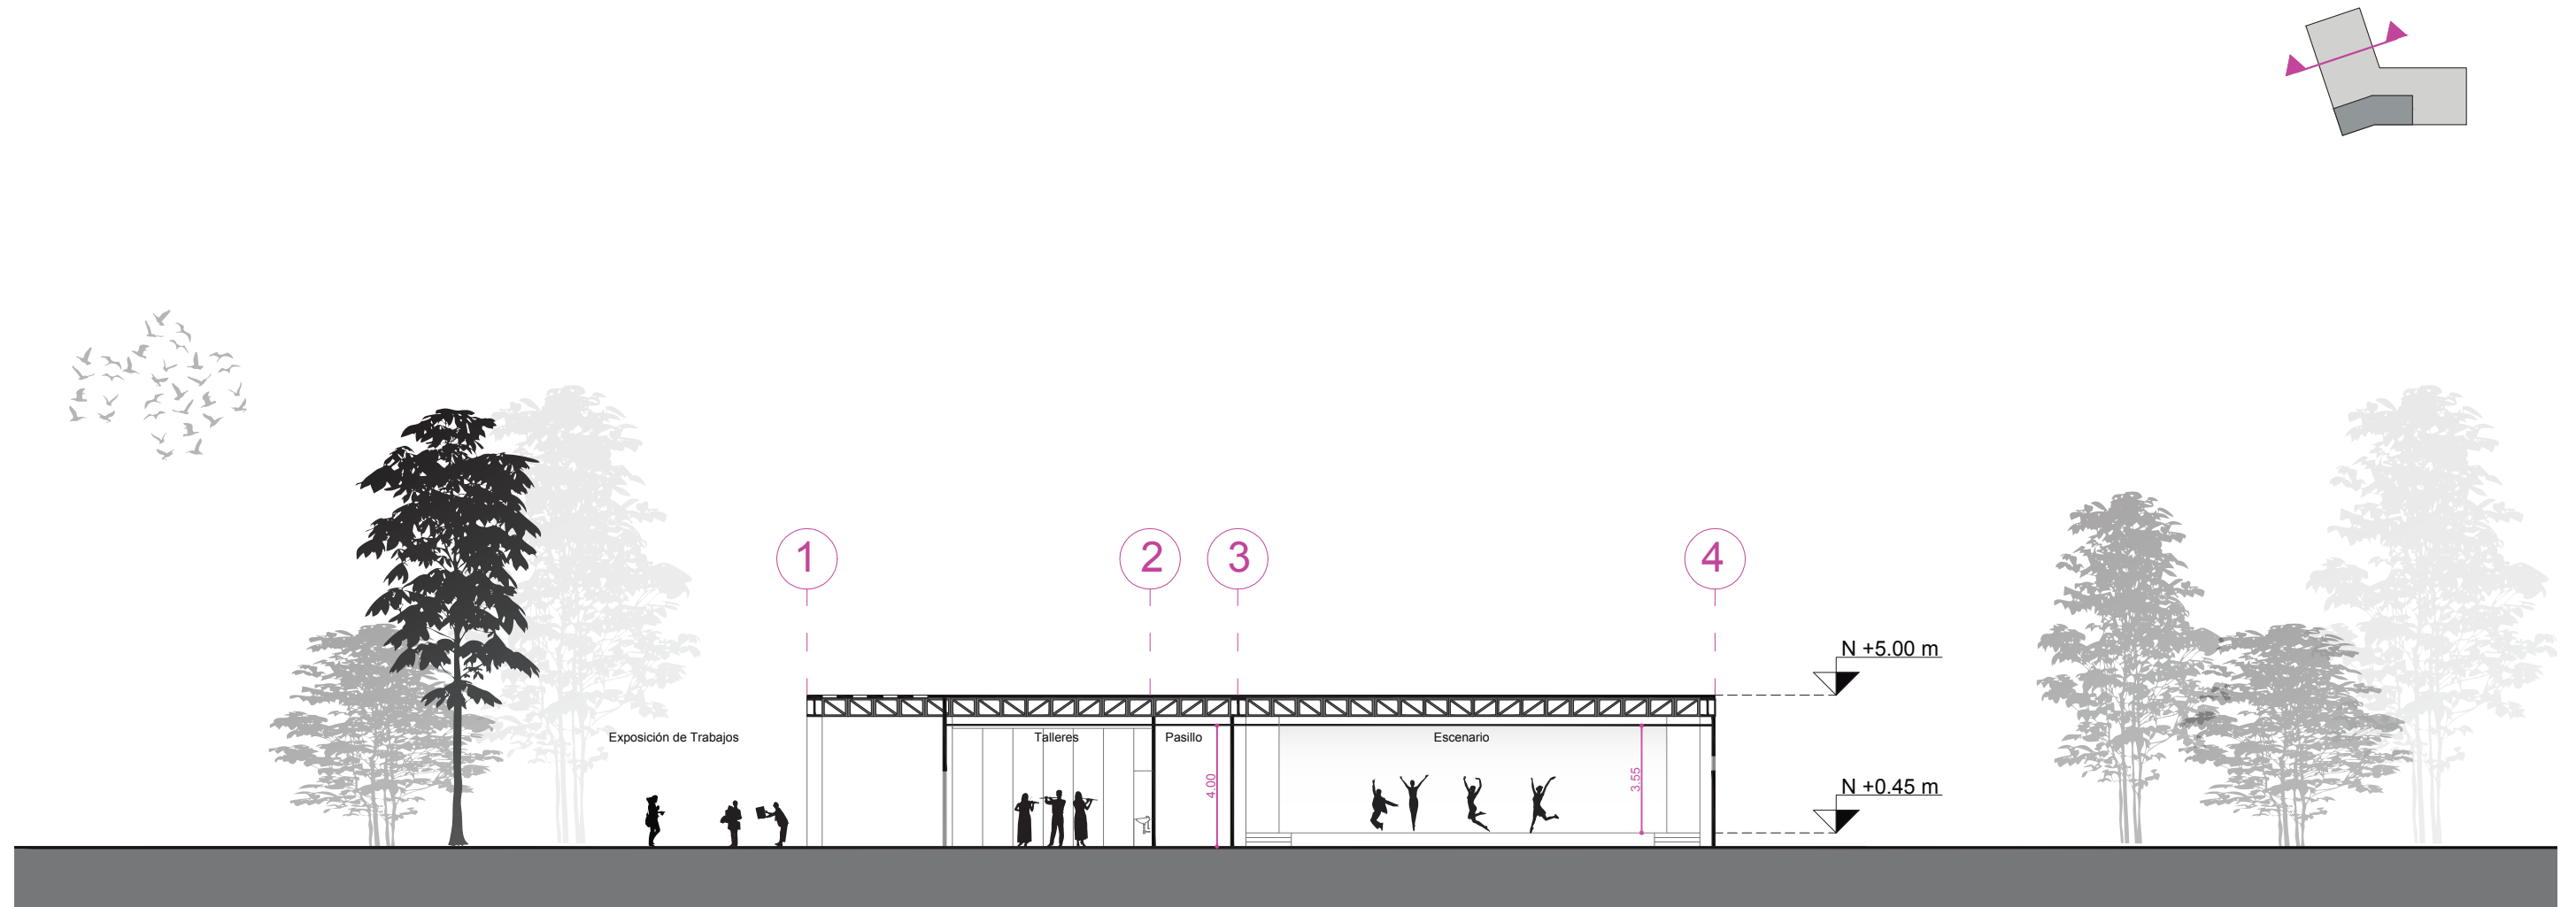 1
2
3
4
N +5.00 m
Exposición de Trabajos
Talleres
Pasillo
Escenario
4.00
3.55
N +0.45 m